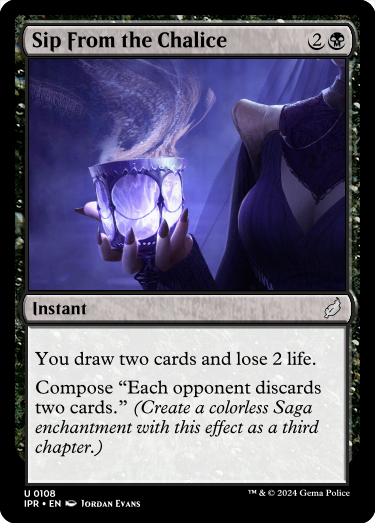 Sip From the Chalice 2
Instant
You draw two cards and lose 2 life.
Compose “Each opponent discards
two cards.” (Create a colorless Saga
enchantment with this effect as a third
chapter.)
U 0108
™ & © 2024 Gema Police
IPR • EN Jordan Evans